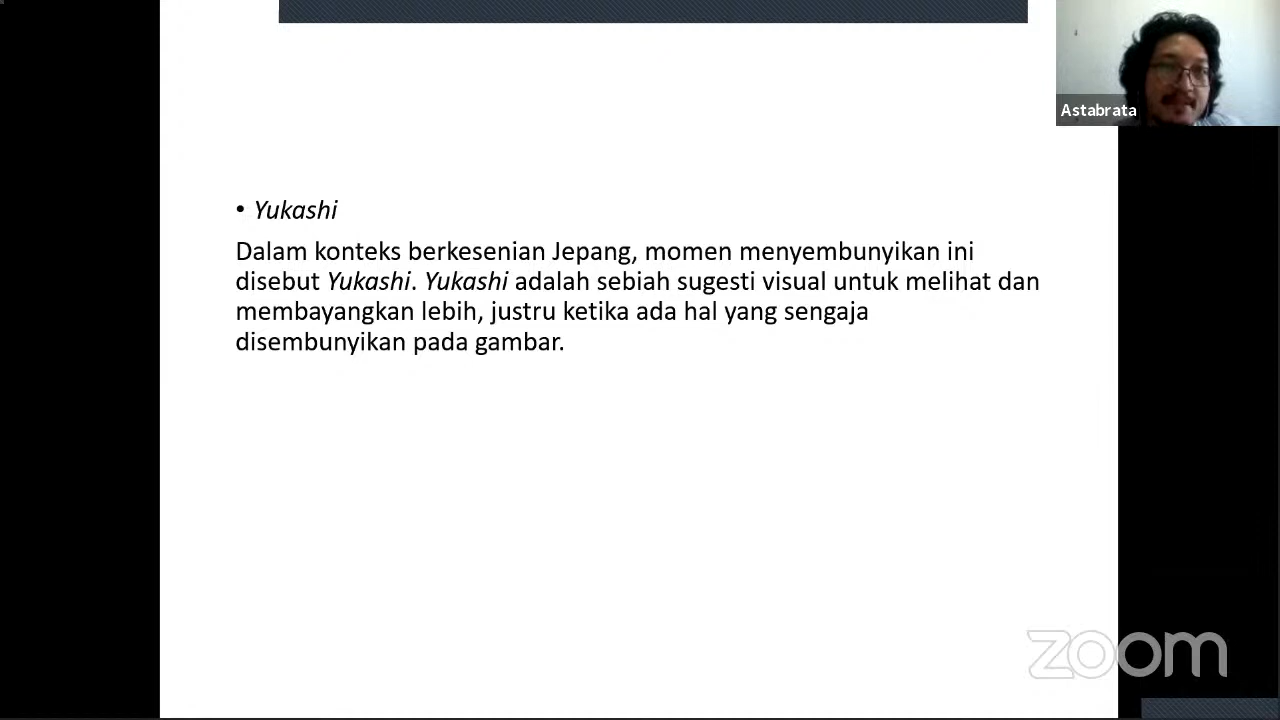 Astabrata
• Yukashi
Dalam konteks berkesenian Jepang, momen menyembunyikan ini
disebut Yukashi. Yukashi adalah sebiah sugesti visual untuk melihat dan
membayangkan lebih, justru ketika ada hal yang sengaja
disembunyikan pada gambar.
zoom